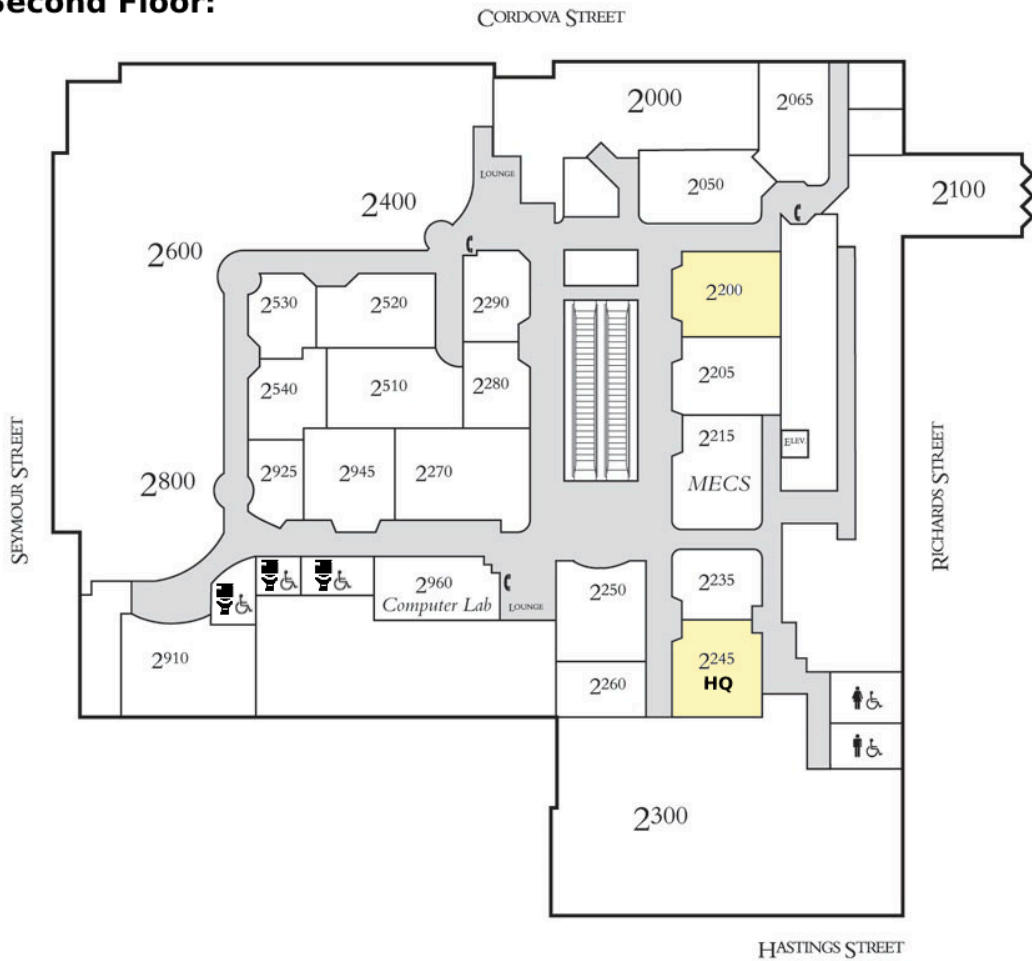 Second Floor:
CORDOVA STREET
2000
2065
LOUNGE
2050
2100
2400
2600
2200
2530
2520
2290
2205
2540
2510
2280
2215
ELEV.
MECS
2800
2925
2945
2270
SEYMOUR STREET
RICHARDS STREET
2960
Computer Lab
LOUNGE
2250
2235
2910
2260
2245
HQ
2300
HASTINGS STREET